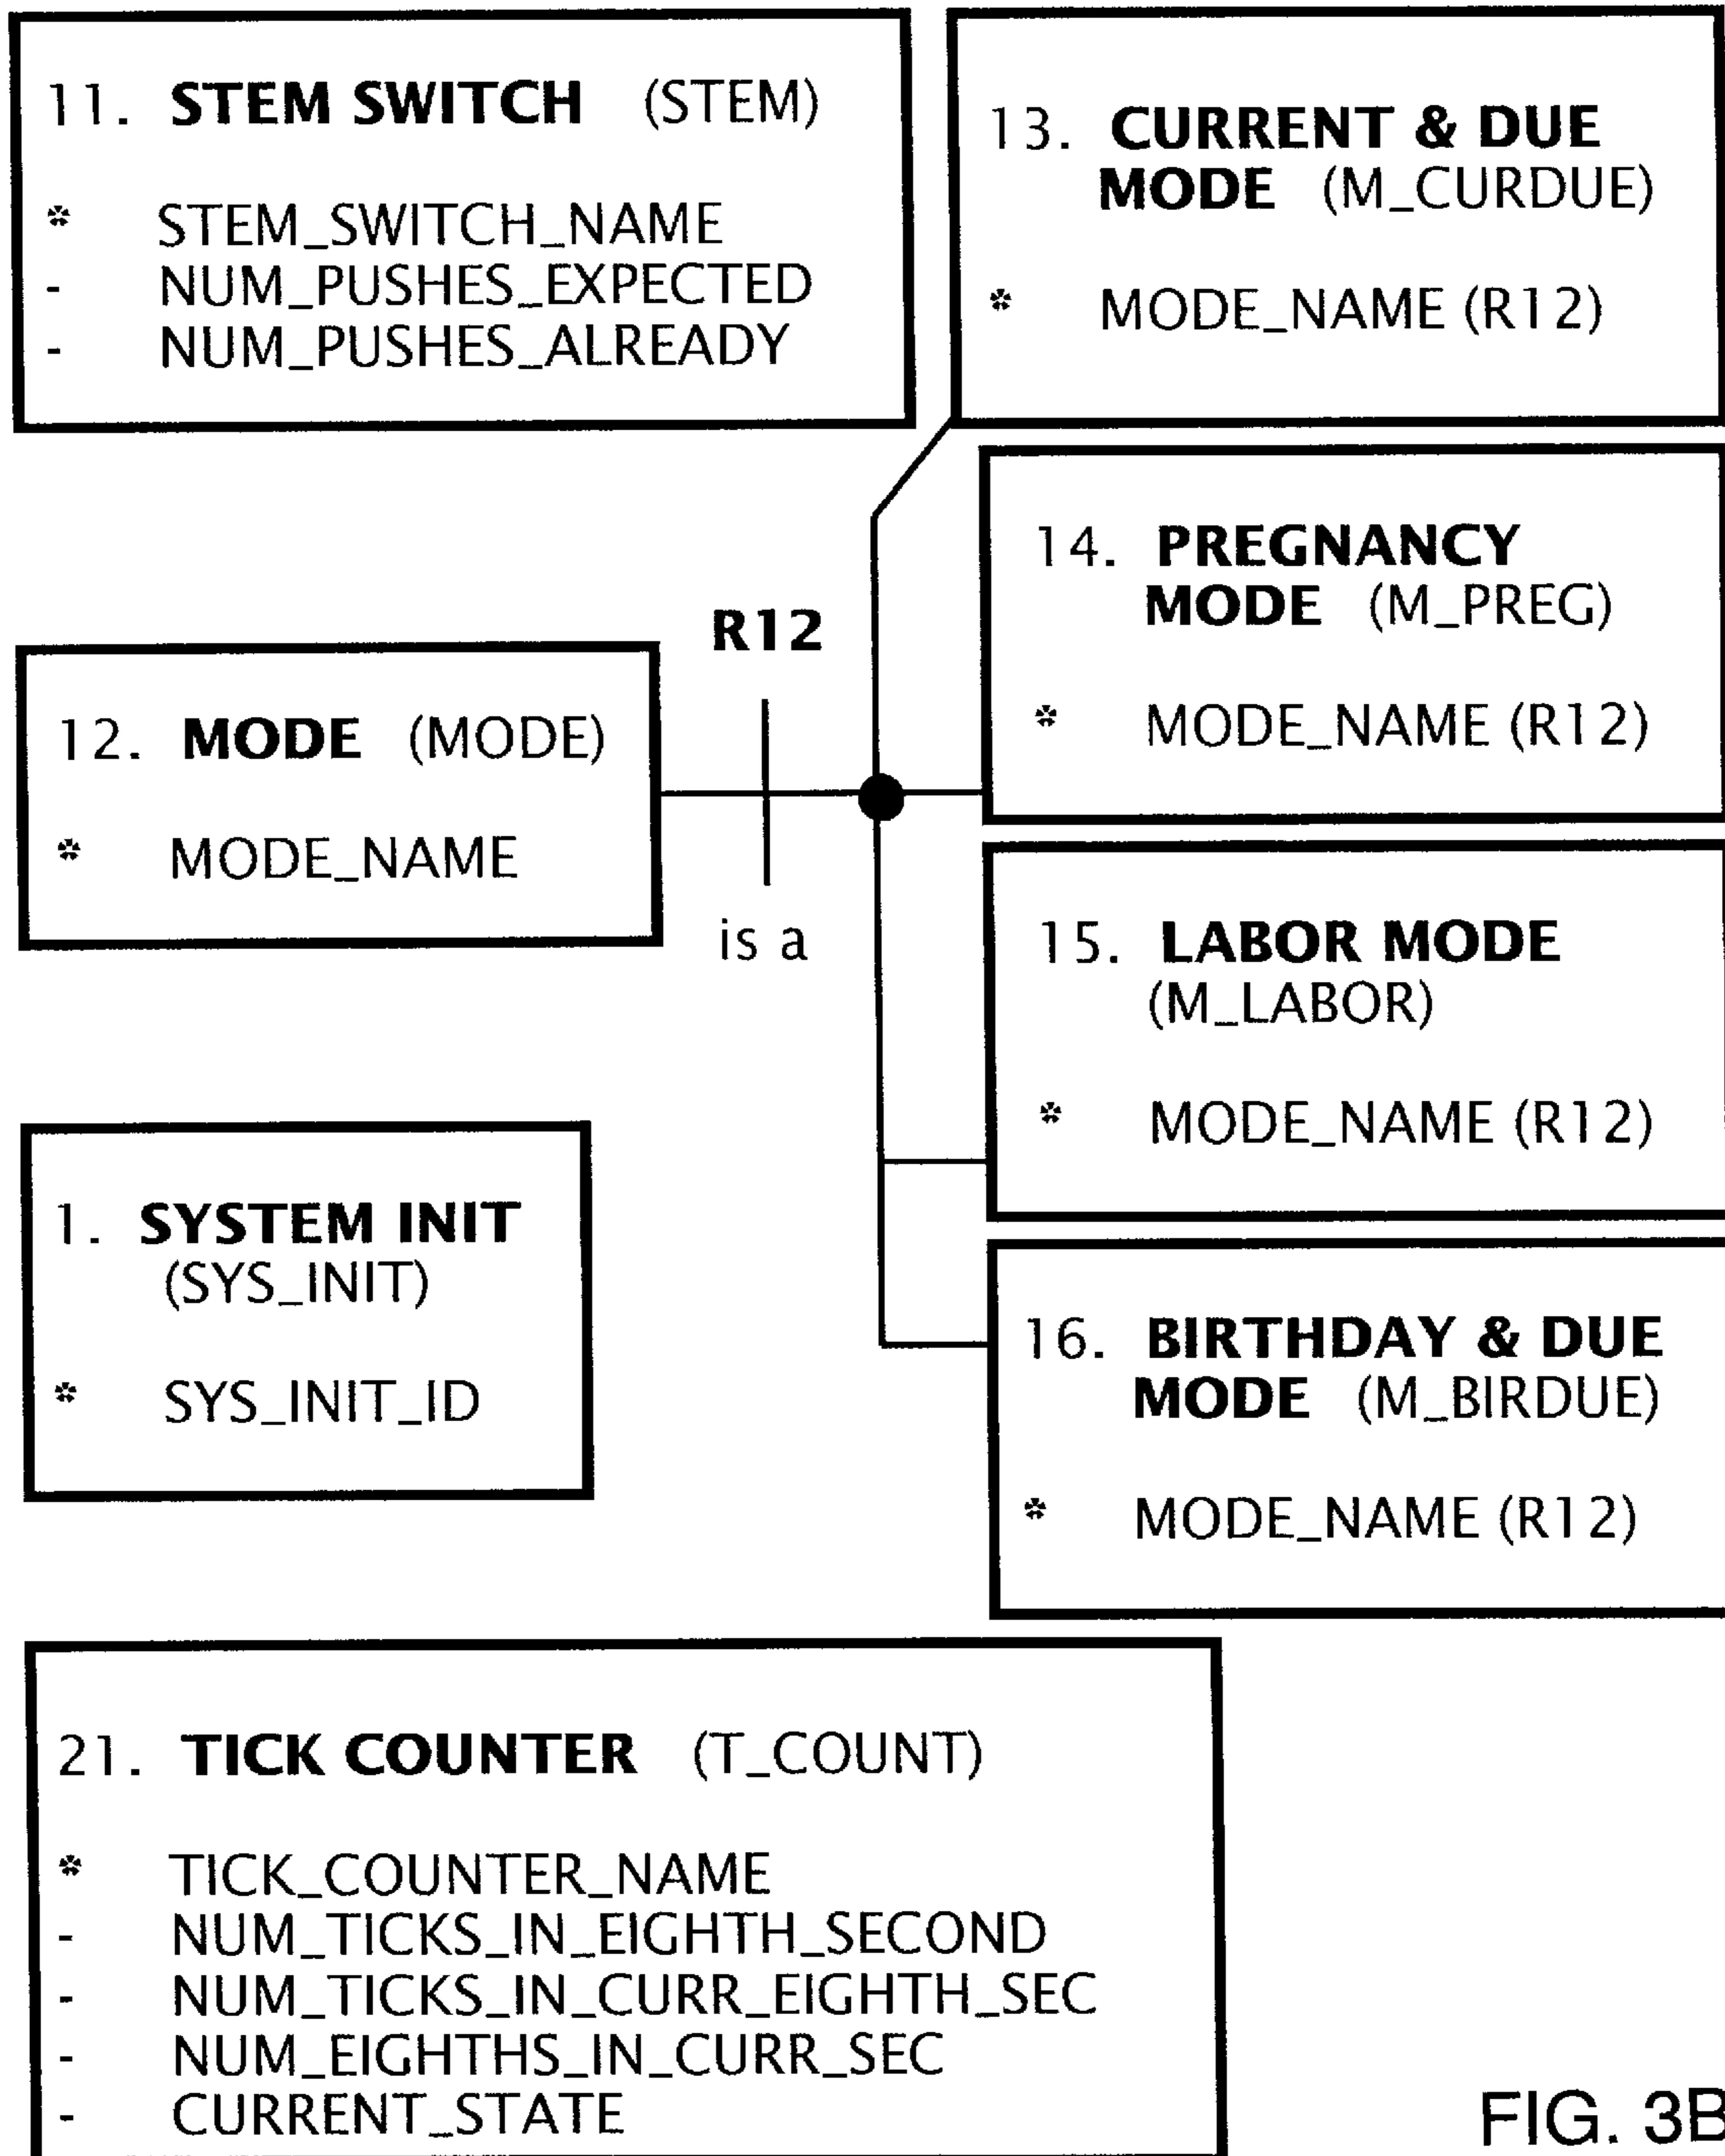 11. STEM SWITCH (STEM)
* STEM_SWITCH_NAME
- NUM_PUSHES_EXPECTED
- NUM_PUSHES_ALREADY
13. CURRENT & DUE
MODE (M_CURDUE)
* MODE_NAME (R12)
14. PREGNANCY
MODE (M_PREG)
* MODE_NAME (R12)
R12
is a
12. MODE (MODE)
* MODE_NAME
15. LABOR MODE
(M_LABOR)
* MODE_NAME (R12)
1. SYSTEM INIT
(SYS_INIT)
* SYS_INIT_ID
16. BIRTHDAY & DUE
MODE (M_BIRDUE)
* MODE_NAME (R12)
21. TICK COUNTER (T_COUNT)
* TICK_COUNTER_NAME
- NUM_TICKS_IN_EIGHTH_SECOND
- NUM_TICKS_IN_CURR_EIGHTH_SEC
- NUM_EIGHTHS_IN_CURR_SEC
- CURRENT_STATE
FIG. 3B